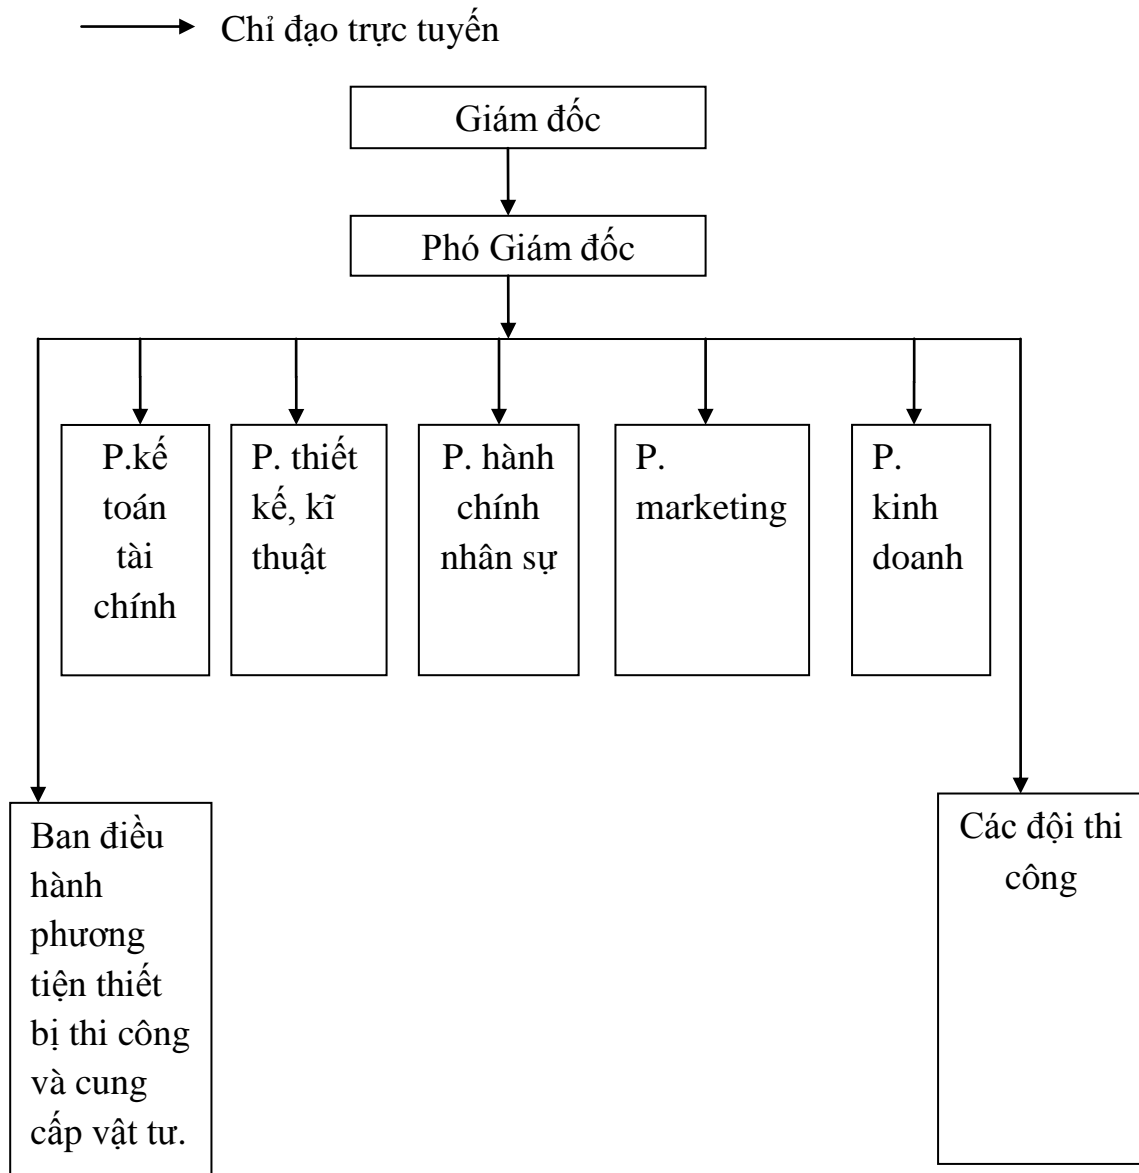 Chỉ đạo trực tuyến
Giám đốc
Phó Giám đốc
P.kế
toán
tài
chính
P. thiết
kế, kĩ
thuật
P. hành
chính
nhân sự
P.
marketing
P.
kinh
doanh
Ban điều
hành
phương
tiện thiết
bị thi công
và cung
cấp vật tư.
Các đội thi
công